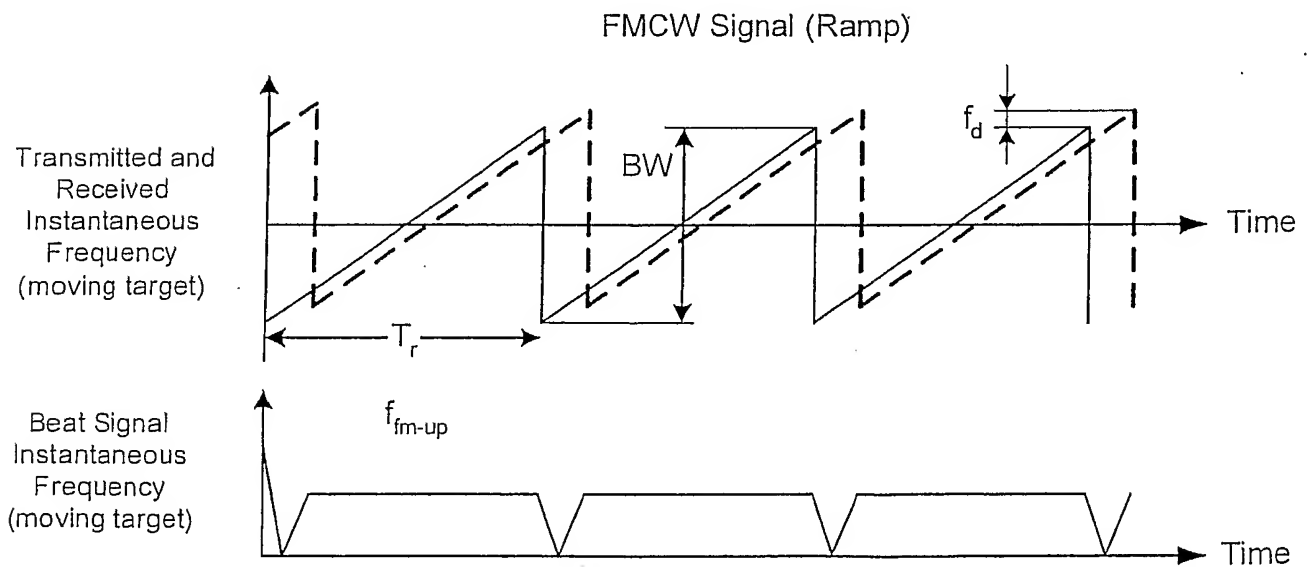 FMCW Signal (Ramp)
Transmitted and
Received
Instantaneous
Frequency
(moving target)
BW
f_d
Time
T_r
Beat Signal
Instantaneous
Frequency
(moving target)
f_fm-up
Time